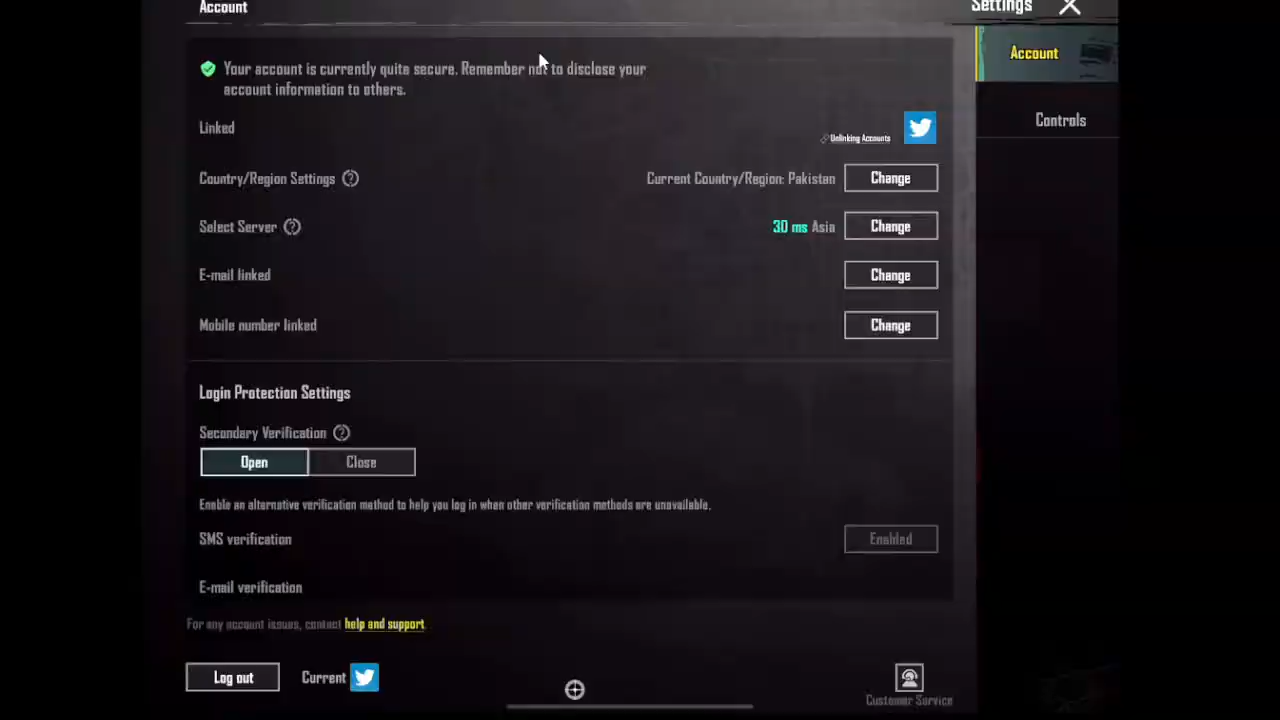 Account
Settings
Your account is currently quite secure. Remember not to disclose your
account information to others.
Account
Linked
Unlinking Accounts
Controls
Country/Region Settings ?
Current Country/Region: Pakistan
Change
Select Server ?
30 ms Asia
Change
E-mail linked
Change
Mobile number linked
Change
Login Protection Settings
Secondary Verification ?
Open
Close
Enable an alternative verification method to help you log in when other verification methods are unavailable.
SMS verification
Enabled
E-mail verification
For any account issues, contact help and support.
Log out
Current
Customer Service